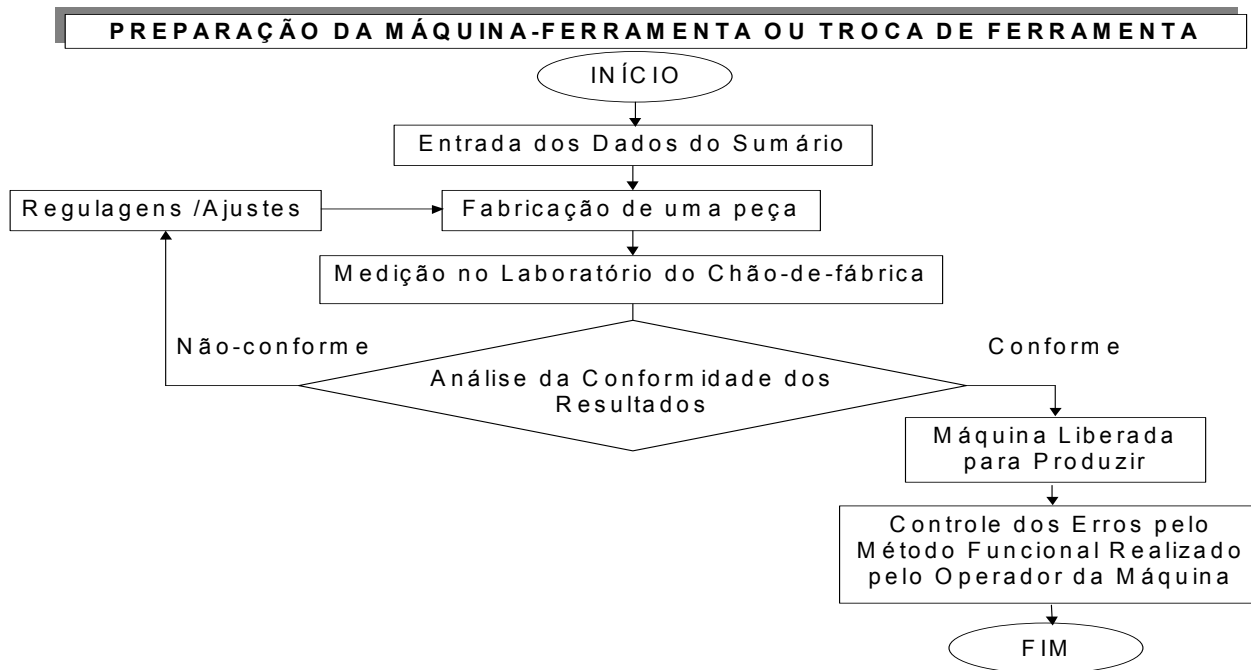 PREPARAÇÃO DA MÁQUINA-FERRAMENTA OU TROCA DE FERRAMENTA
INÍCIO
Entrada dos Dados do Sumário
Regulagens /Ajustes
Fabricação de uma peça
Medição no Laboratório do Chão-de-fábrica
Não-conforme
Conforme
Análise da Conformidade dos
Resultados
Máquina Liberada
para Produzir
Controle dos Erros pelo
Método Funcional Realizado
pelo Operador da Máquina
FIM